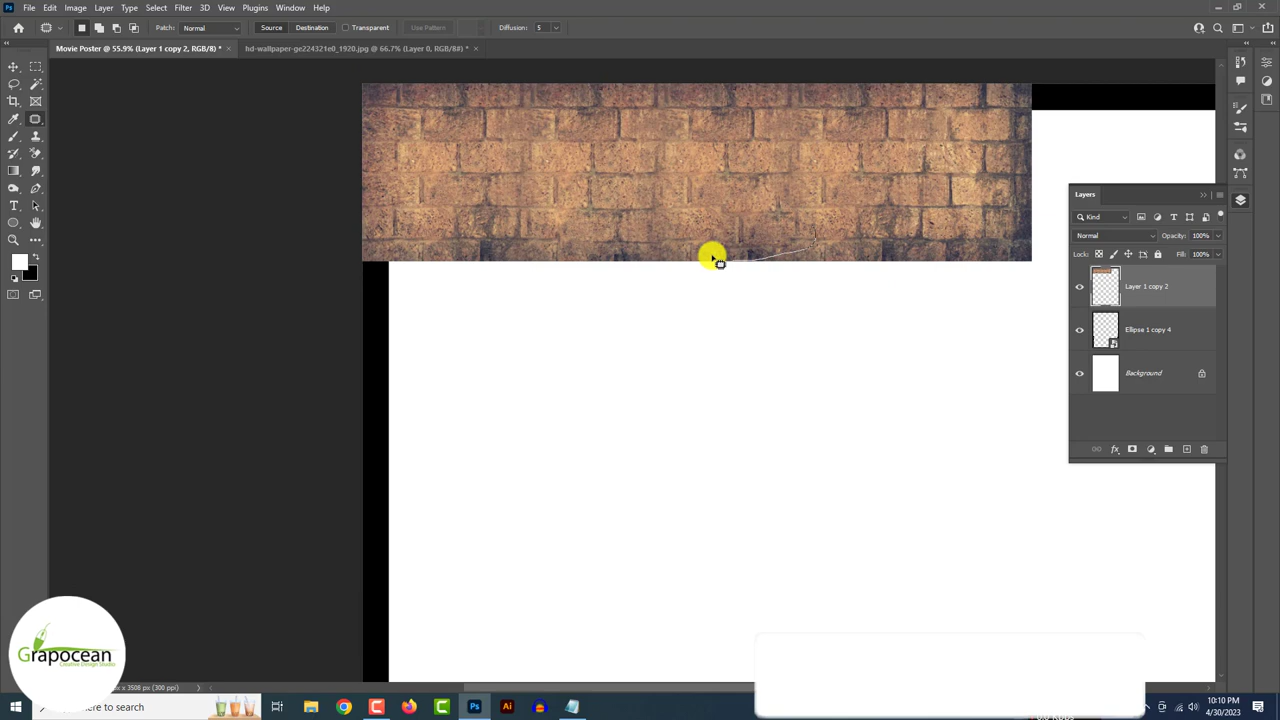 File Edit Image Layer Type Select Filter 3D View Plugins Window Help
Patch: Normal Source Destination Transparent Use Pattern Diffusion: 5
Movie Poster @ 55.9% (Layer 1 copy 2, RGB/8) * × hd-wallpaper-ge224321e0_1920.jpg @ 66.7% (Layer 0, RGB/8#) * ×
Layers
Kind
Normal Opacity: 100%
Lock: Fill: 100%
Layer 1 copy 2
Ellipse 1 copy 4
Background
Grapocean
Creative Design Studio
px x 3508 px (300 ppi)
here to search
Ps Ai
10:10 PM
4/30/2023